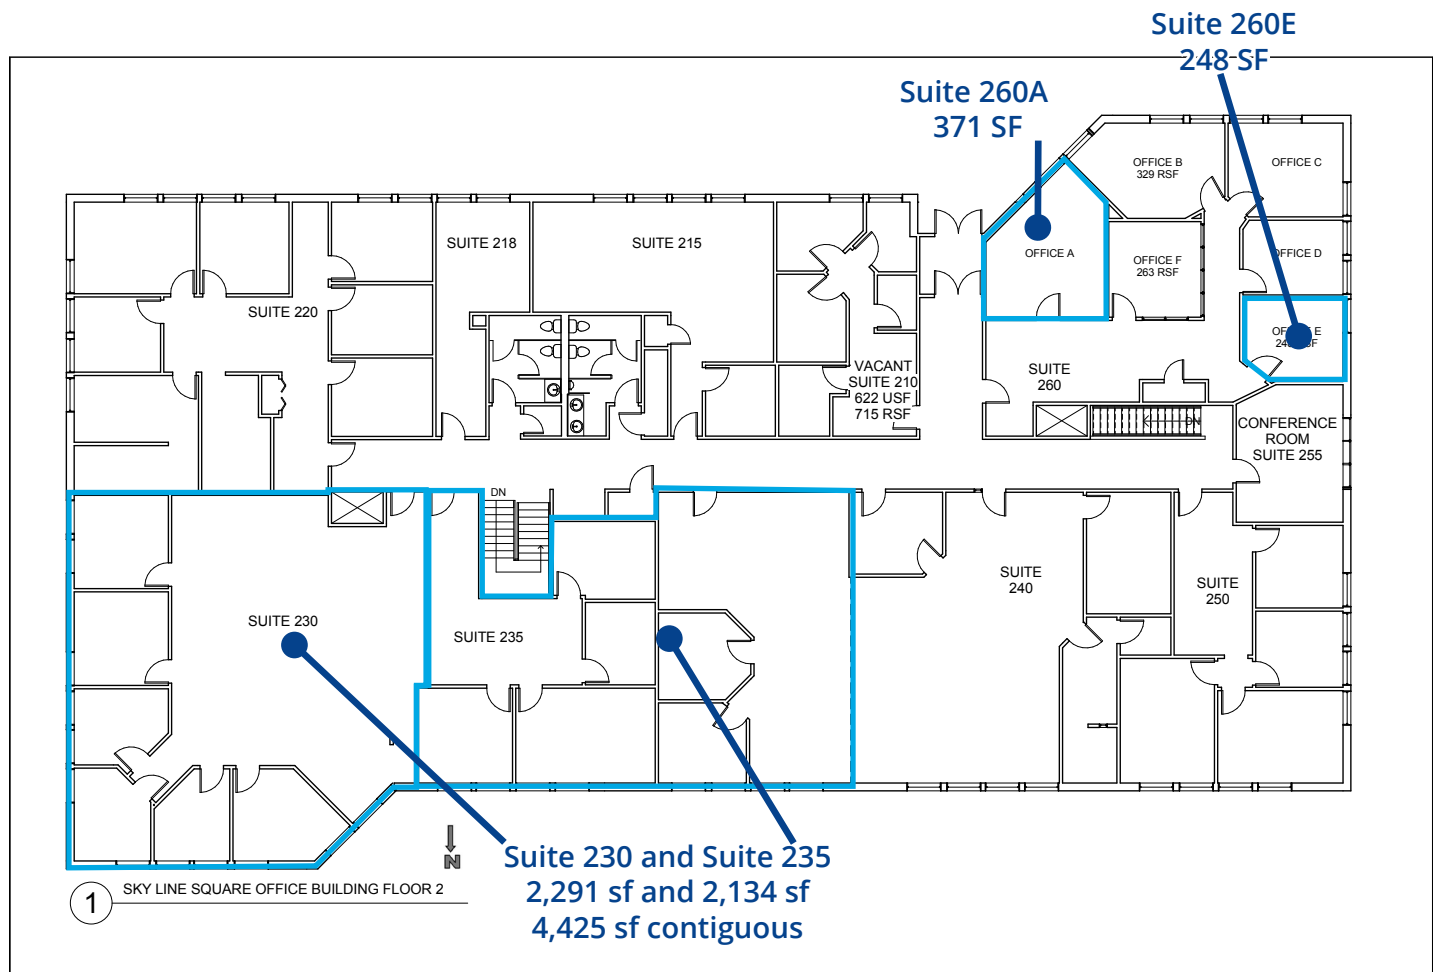 Suite 260E
248 SF
Suite 260A
371 SF
OFFICE B
329 RSF
OFFICE C
SUITE 218
SUITE 215
OFFICE A
OFFICE F
263 RSF
OFFICE D
SUITE 220
VACANT
SUITE 210
622 USF
715 RSF
SUITE
260
DN
CONFERENCE
ROOM
SUITE 255
DN
SUITE 230
SUITE 235
SUITE
240
SUITE
250
N
Suite 230 and Suite 235
2,291 sf and 2,134 sf
4,425 sf contiguous
1
SKY LINE SQUARE OFFICE BUILDING FLOOR 2